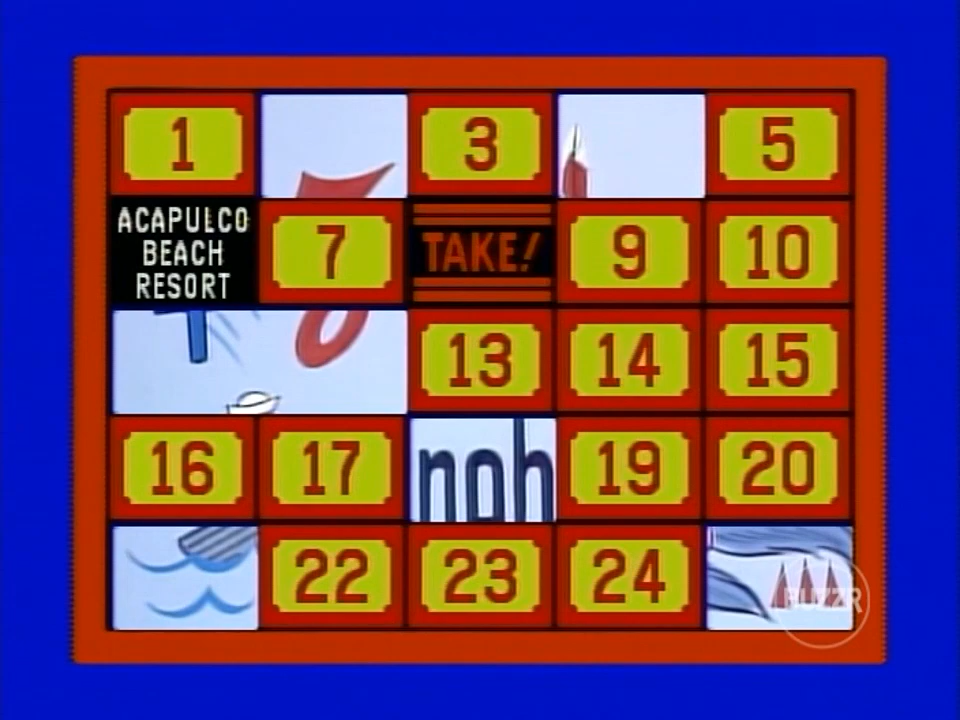 1 3 5
ACAPULCO
BEACH
RESORT
7 TAKE! 9 10
13 14 15
16 17 noh 19 20
22 23 24
BUZZR